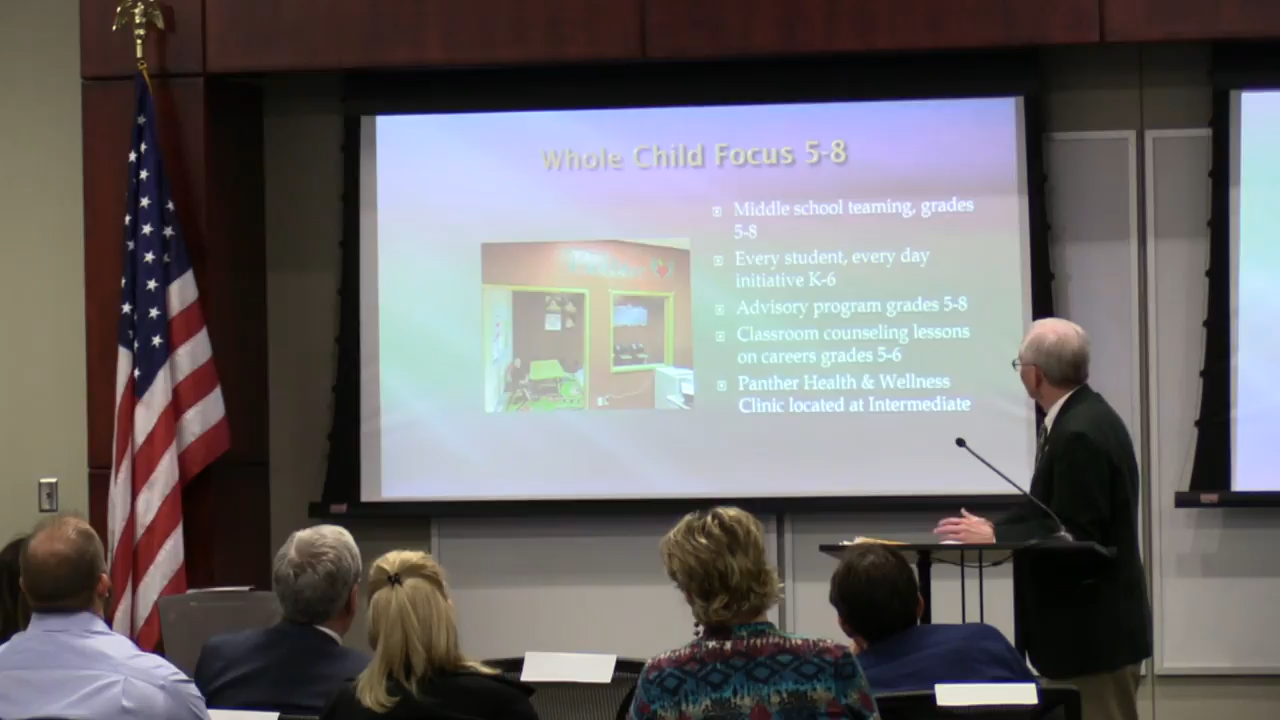 Whole Child Focus 5-8
Middle school teaming, grades
5-8
Every student, every day
initiative K-6
Advisory program grades 5-8
Classroom counseling lessons
on careers grades 5-6
Panther Health & Wellness
Clinic located at Intermediate